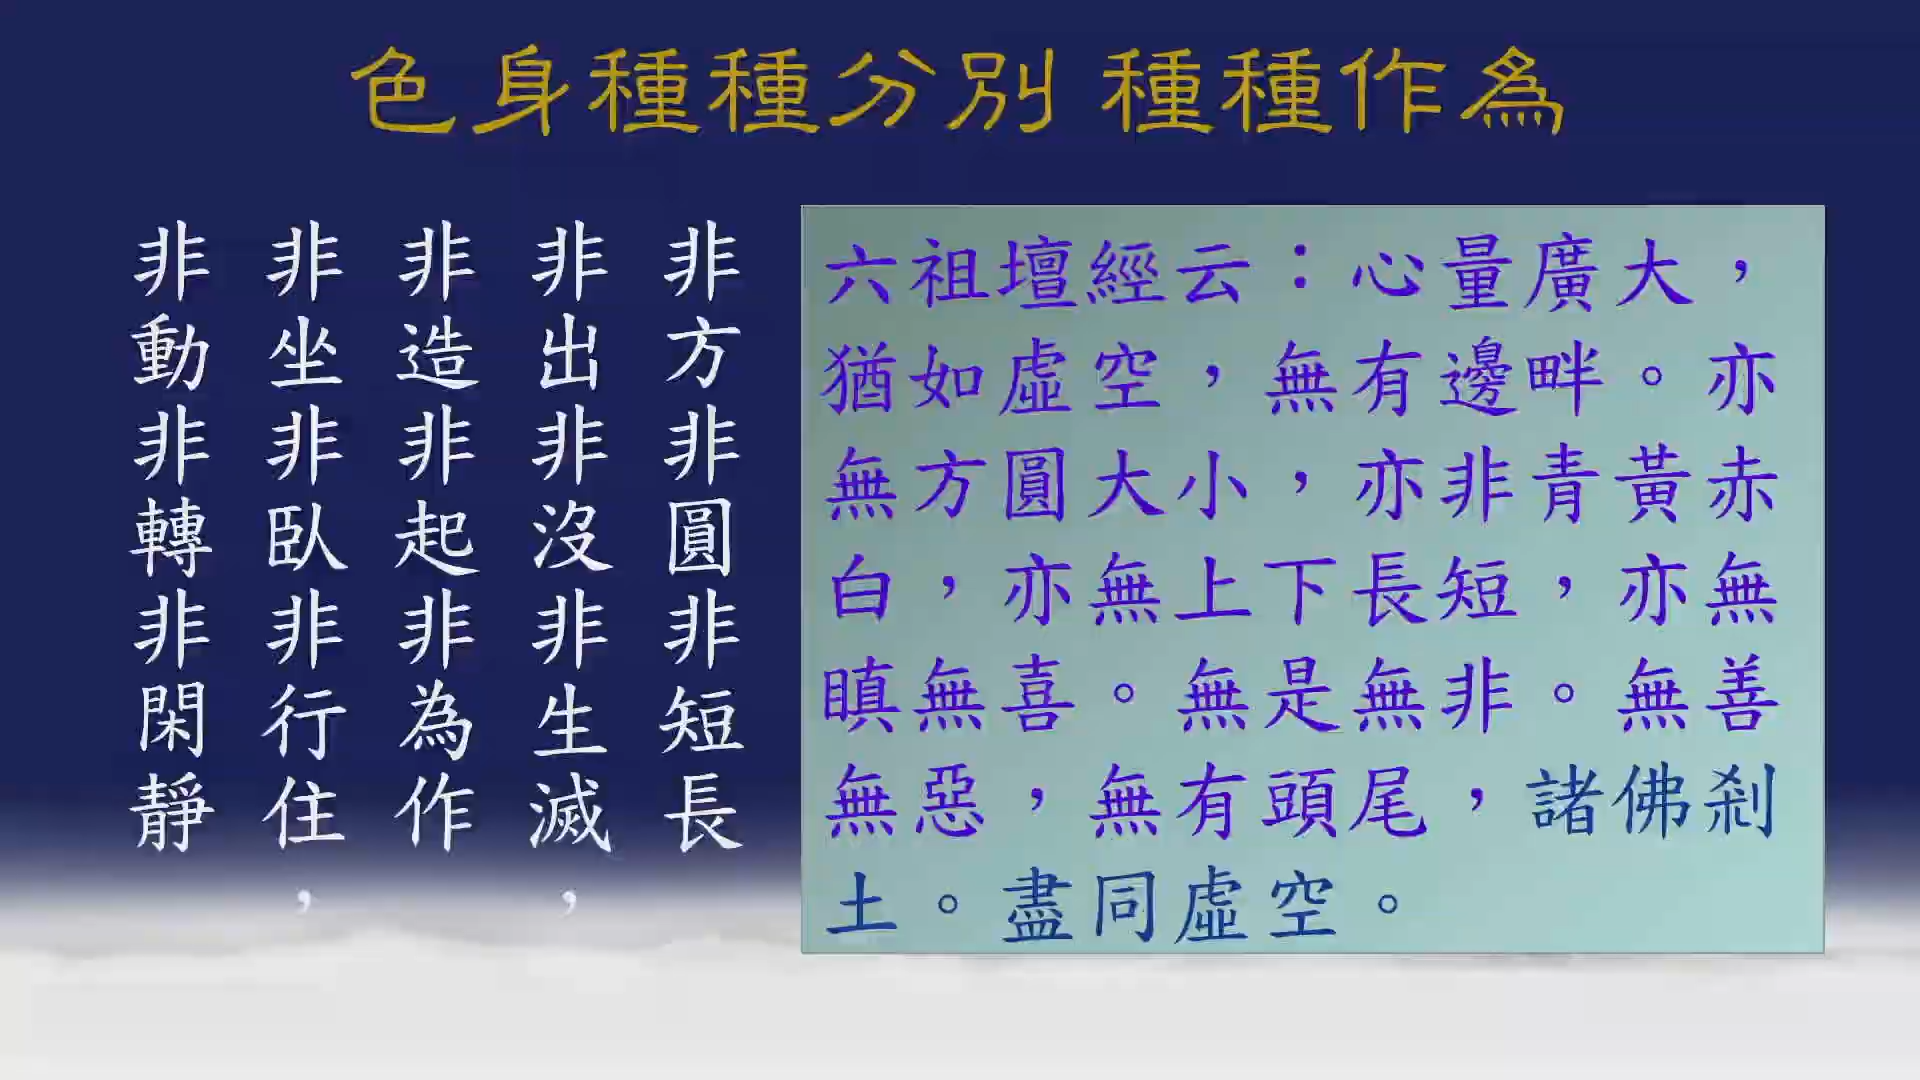 色身種種分別 種種作為
非方非圓非短長
非出非沒非生滅，
非造非起非為作
非坐非臥非行住，
非動非轉非閑靜
六祖壇經云：心量廣大，
猶如虛空，無有邊畔。亦
無方圓大小，亦非青黃赤
白，亦無上下長短，亦無
瞋無喜。無是無非。無善
無惡，無有頭尾，諸佛剎
土。盡同虛空。